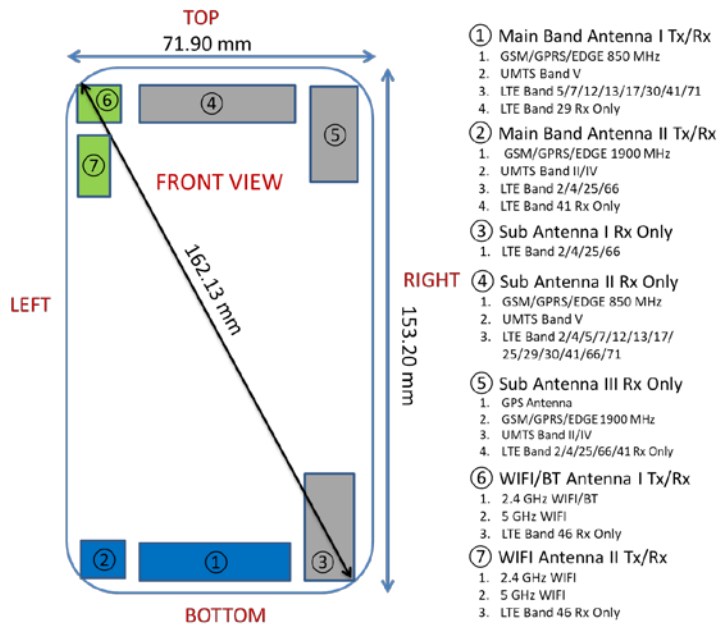 TOP
71.90 mm
⑥
④
⑤
⑦
FRONT VIEW
162.13 mm
LEFT
RIGHT
153.20 mm
②
①
③
BOTTOM
① Main Band Antenna I Tx/Rx
1. GSM/GPRS/EDGE 850 MHz
2. UMTS Band V
3. LTE Band 5/7/12/13/17/30/41/71
4. LTE Band 29 Rx Only
② Main Band Antenna II Tx/Rx
1. GSM/GPRS/EDGE 1900 MHz
2. UMTS Band II/IV
3. LTE Band 2/4/25/66
4. LTE Band 41 Rx Only
③ Sub Antenna I Rx Only
1. LTE Band 2/4/25/66
④ Sub Antenna II Rx Only
1. GSM/GPRS/EDGE 850 MHz
2. UMTS Band V
3. LTE Band 2/4/5/7/12/13/17/
25/29/30/41/66/71
⑤ Sub Antenna III Rx Only
1. GPS Antenna
2. GSM/GPRS/EDGE 1900 MHz
3. UMTS Band II/IV
4. LTE Band 2/4/25/66/41 Rx Only
⑥ WIFI/BT Antenna I Tx/Rx
1. 2.4 GHz WIFI/BT
2. 5 GHz WIFI
3. LTE Band 46 Rx Only
⑦ WIFI Antenna II Tx/Rx
1. 2.4 GHz WIFI
2. 5 GHz WIFI
3. LTE Band 46 Rx Only